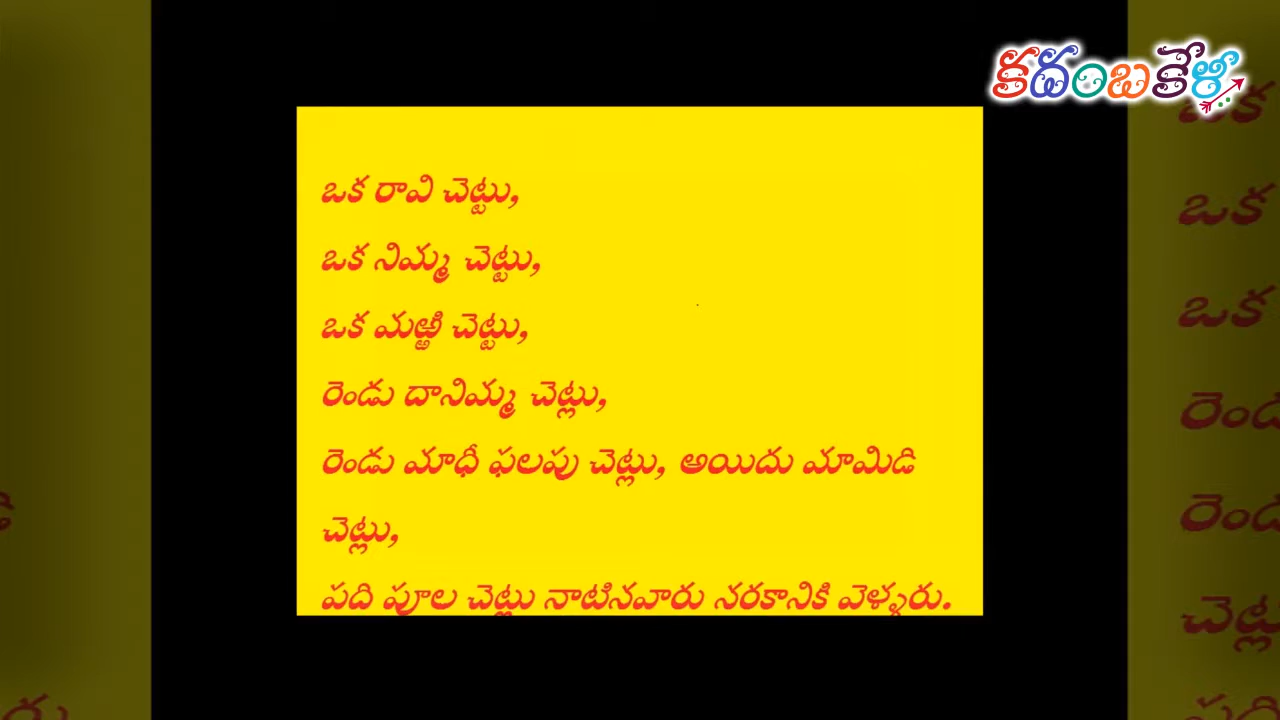 కదంబకేళి
ఒక రావి చెట్టు,
ఒక నిమ్మ చెట్టు,
ఒక మఱ్ఱి చెట్టు,
రెండు దానిమ్మ చెట్లు,
రెండు మాధీ ఫలపు చెట్లు, అయిదు మామిడి
చెట్లు,
పది పూల చెట్లు నాటినవారు నరకానికి వెళ్ళరు.